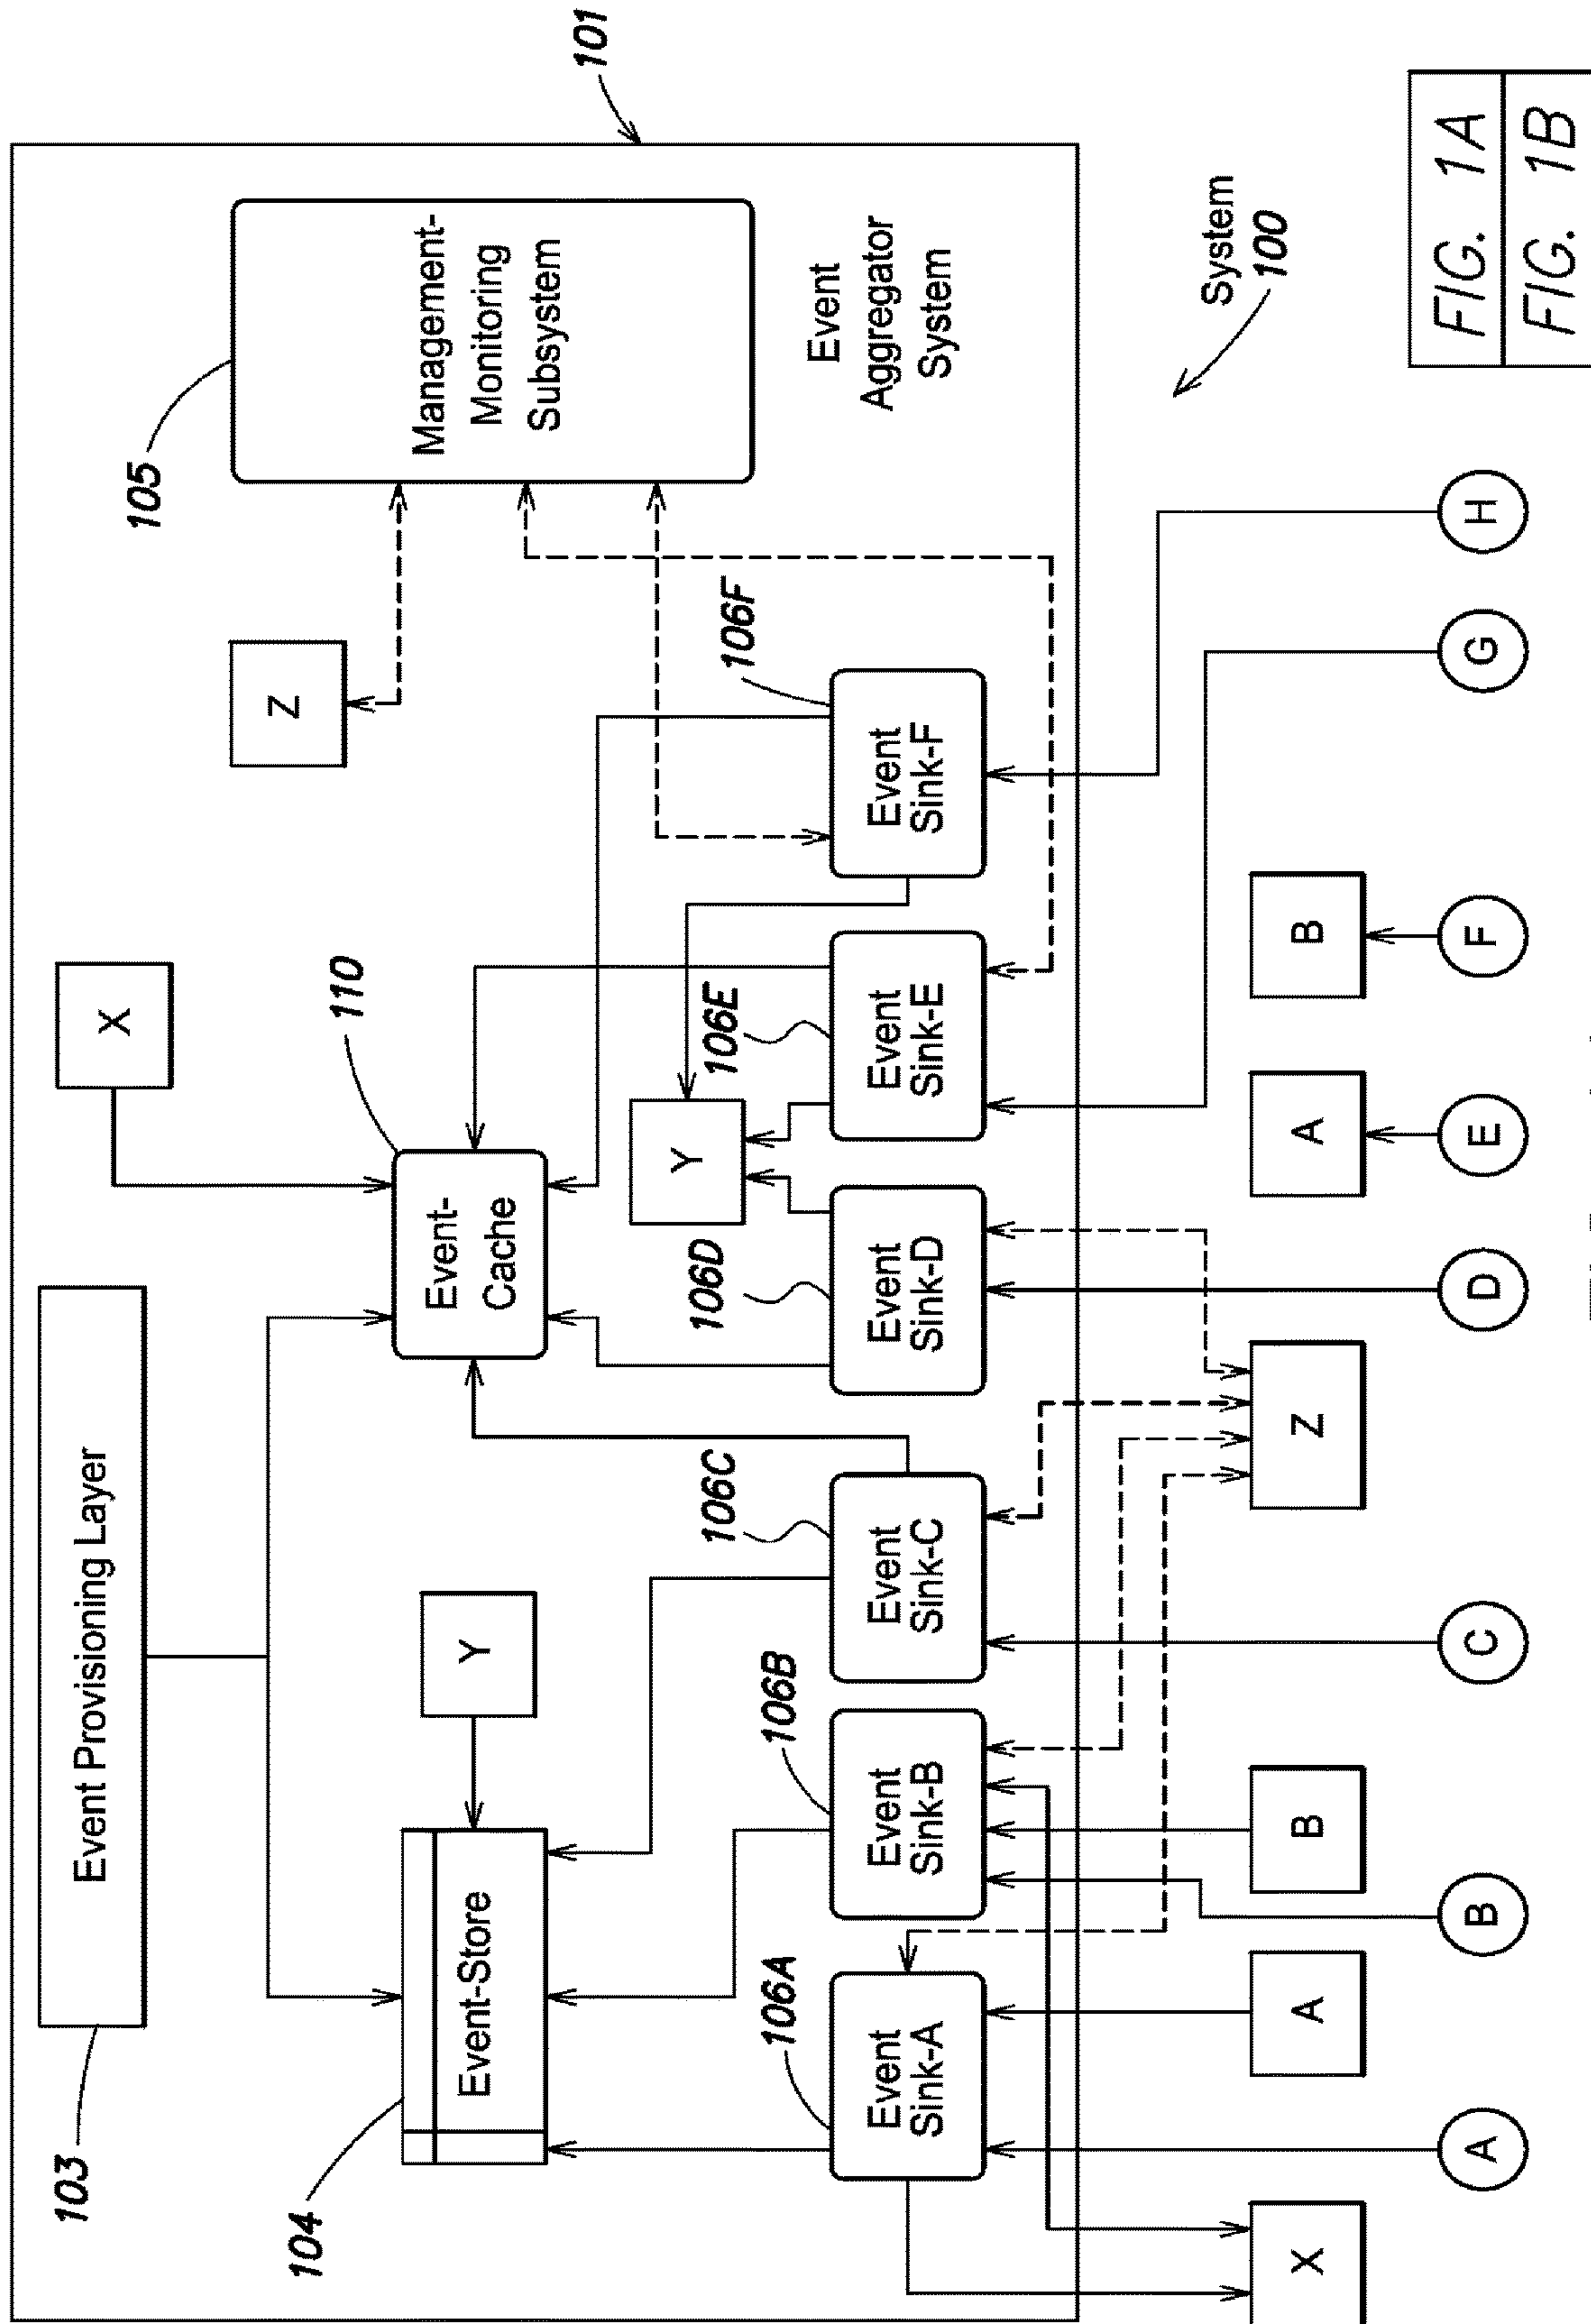 103
Event Provisioning Layer
X
Z
105
Management-
Monitoring
Subsystem
101
104
Event-Store
Y
Event-
Cache
110
Y
106A
Event
Sink-A
106B
Event
Sink-B
106C
Event
Sink-C
106D
Event
Sink-D
106E
Event
Sink-E
106F
Event
Sink-F
Event
Aggregator
System
X
A
B
Z
A
B
System
100
A
B
C
D
E
F
G
H
FIG. 1A
FIG. 1B